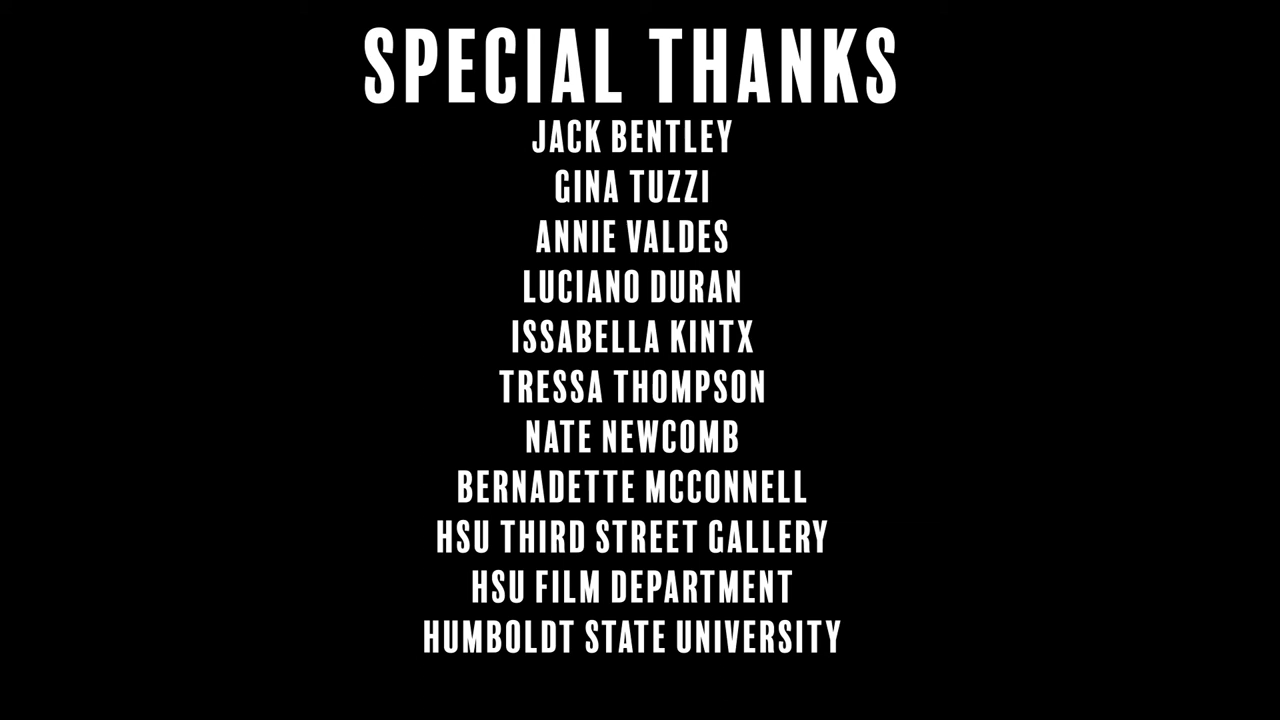 SPECIAL THANKS
JACK BENTLEY
GINA TUZZI
ANNIE VALDES
LUCIANO DURAN
ISSABELLA KINTX
TRESSA THOMPSON
NATE NEWCOMB
BERNADETTE MCCONNELL
HSU THIRD STREET GALLERY
HSU FILM DEPARTMENT
HUMBOLDT STATE UNIVERSITY